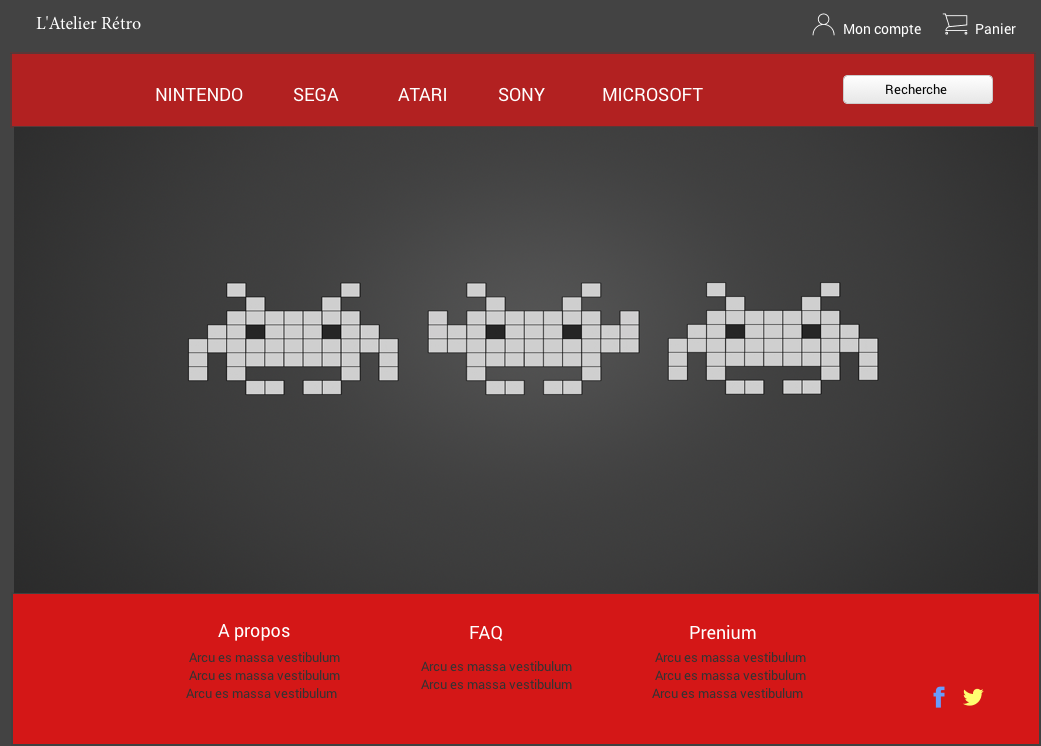 L'Atelier Rétro
Mon compte
Panier
NINTENDO
SEGA
ATARI
SONY
MICROSOFT
Recherche
A propos
Arcu es massa vestibulum
Arcu es massa vestibulum
Arcu es massa vestibulum
FAQ
Arcu es massa vestibulum
Arcu es massa vestibulum
Prenium
Arcu es massa vestibulum
Arcu es massa vestibulum
Arcu es massa vestibulum